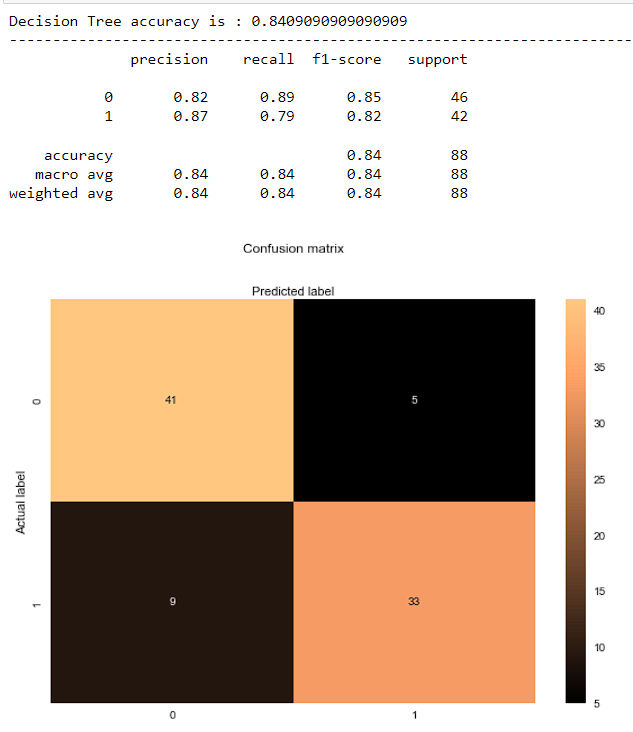 Decision Tree accuracy is : 0.8409090909090909
--------------------------------------------------------------------------------
precision recall f1-score support
0 0.82 0.89 0.85 46
1 0.87 0.79 0.82 42
accuracy 0.84 88
macro avg 0.84 0.84 0.84 88
weighted avg 0.84 0.84 0.84 88
Confusion matrix
Predicted label
Actual label
0
1
41 5
9 33
0 1
40
35
30
25
20
15
10
5